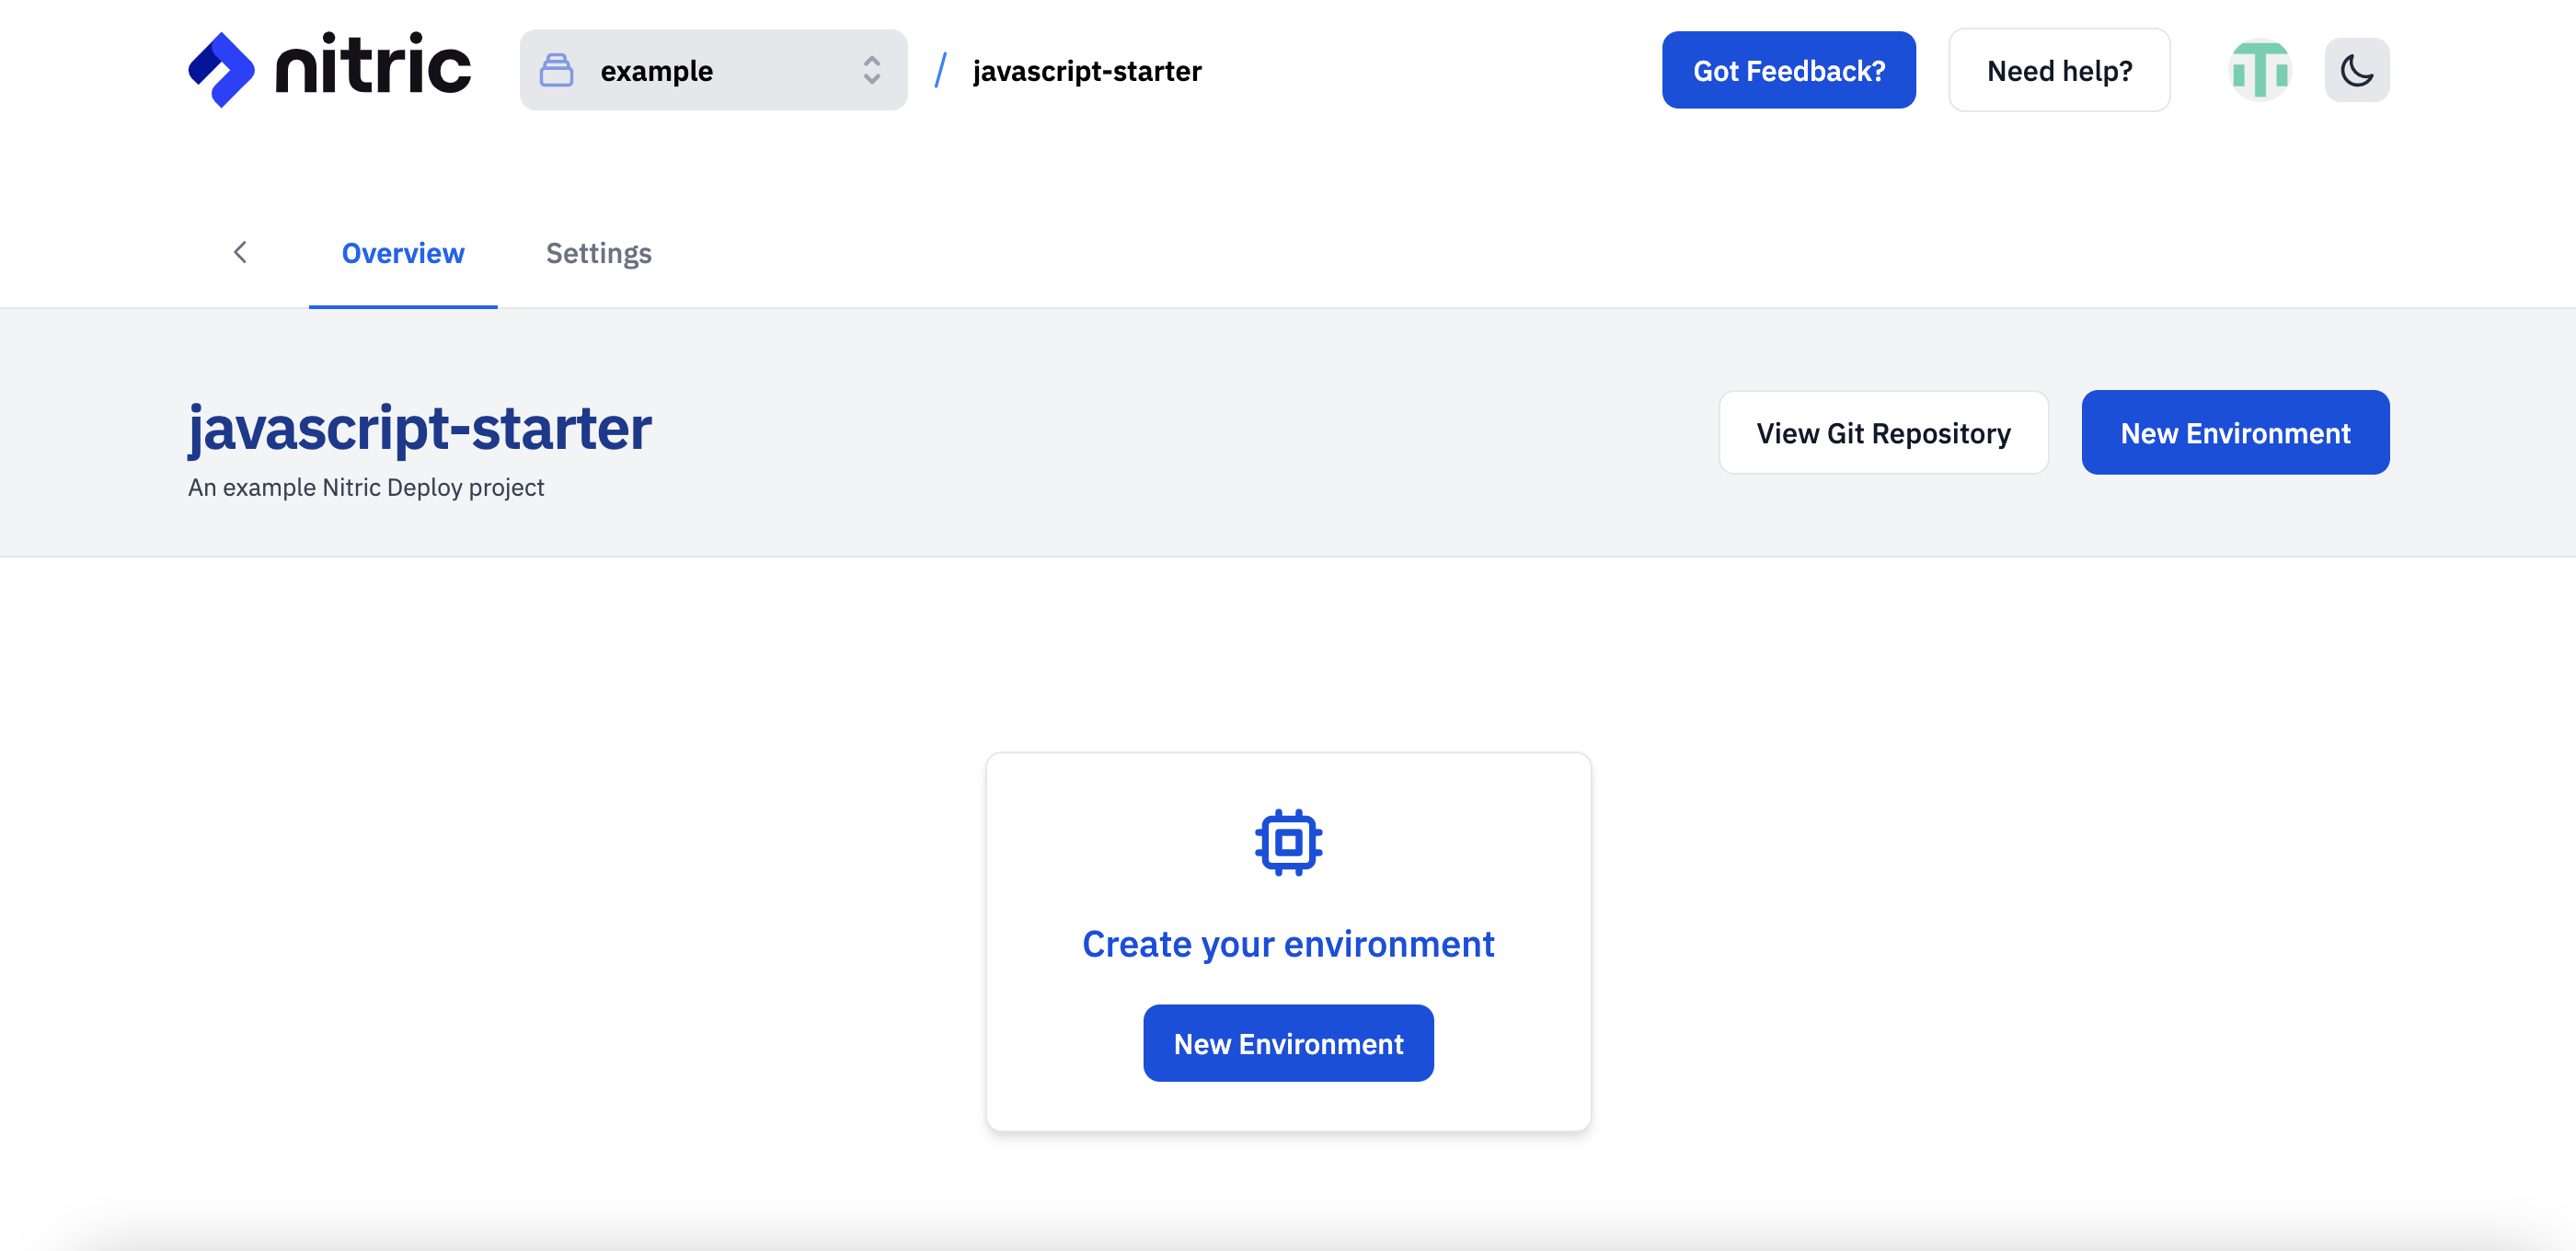 nitric
example
/ javascript-starter
Got Feedback?
Need help?
Overview
Settings
javascript-starter
An example Nitric Deploy project
View Git Repository
New Environment
Create your environment
New Environment